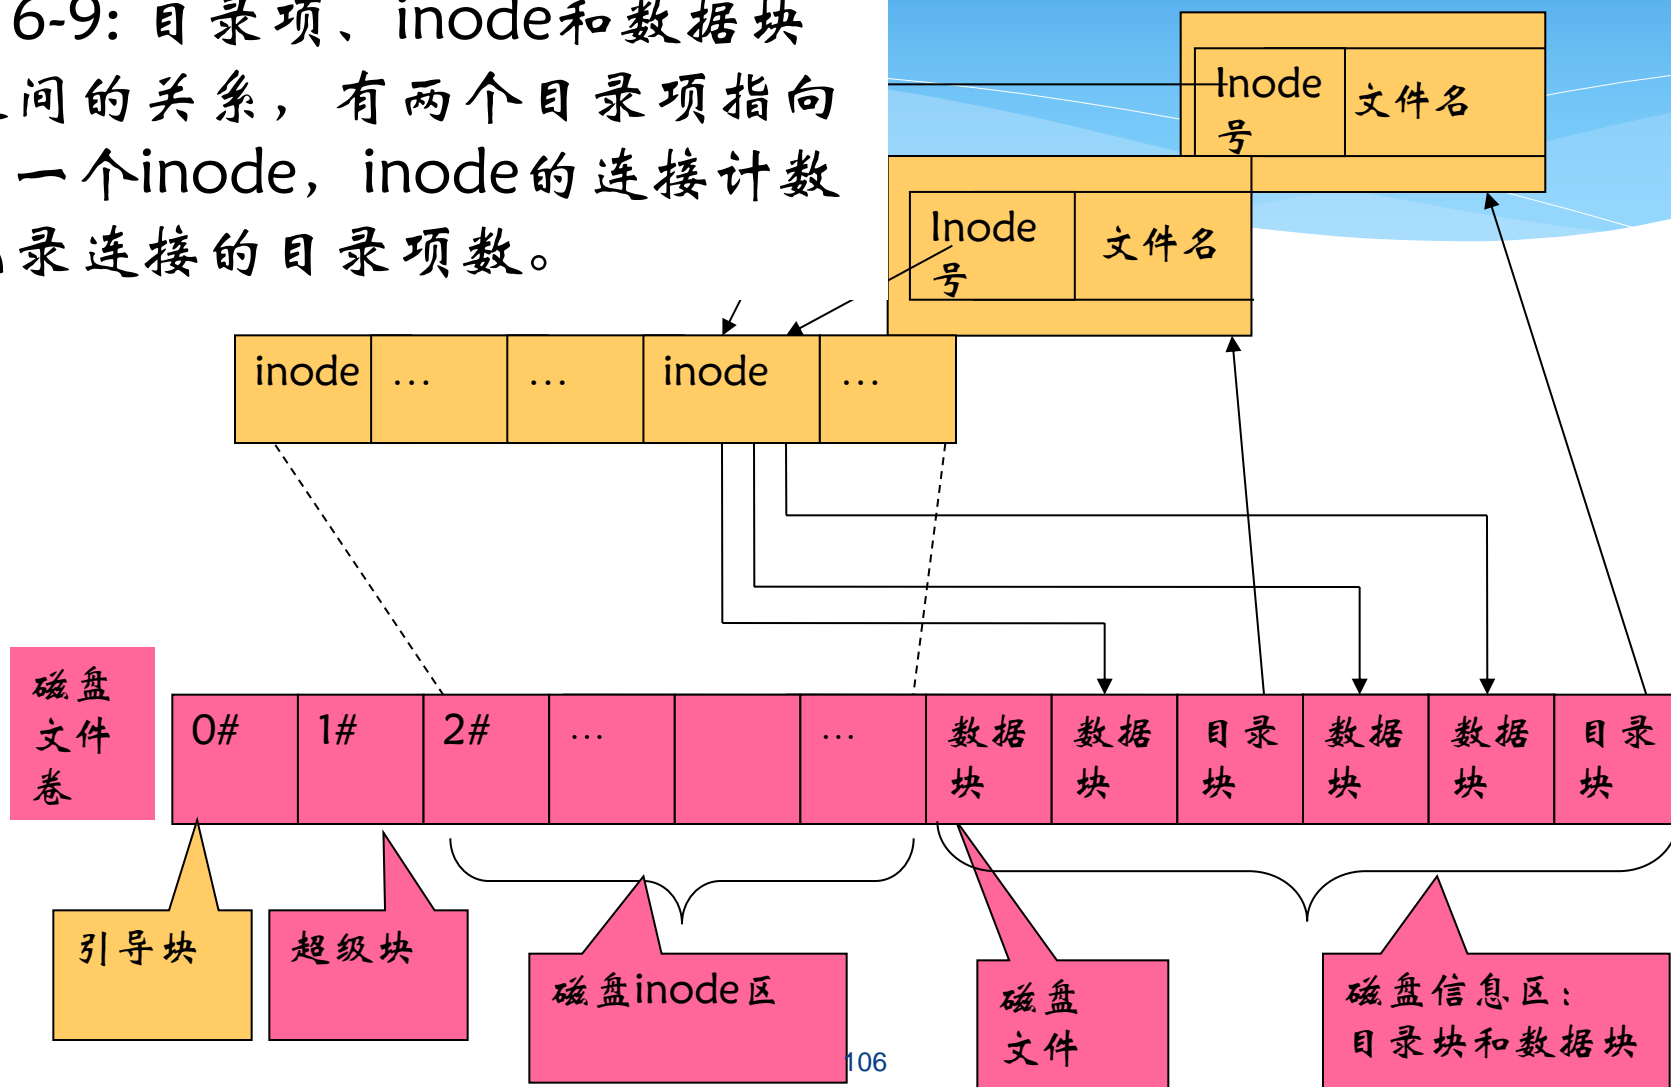 6-9: 目录项、inode和数据块
间的关系，有两个目录项指向
一个inode，inode的连接计数
录连接的目录项数。
Inode
号
文件名
Inode
号
文件名
inode
…
…
inode
…
磁盘
文件
卷
0#
1#
2#
…
…
数据
块
数据
块
目录
块
数据
块
数据
块
目录
块
引导块
超级块
磁盘inode区
磁盘
文件
磁盘信息区：
目录块和数据块
106